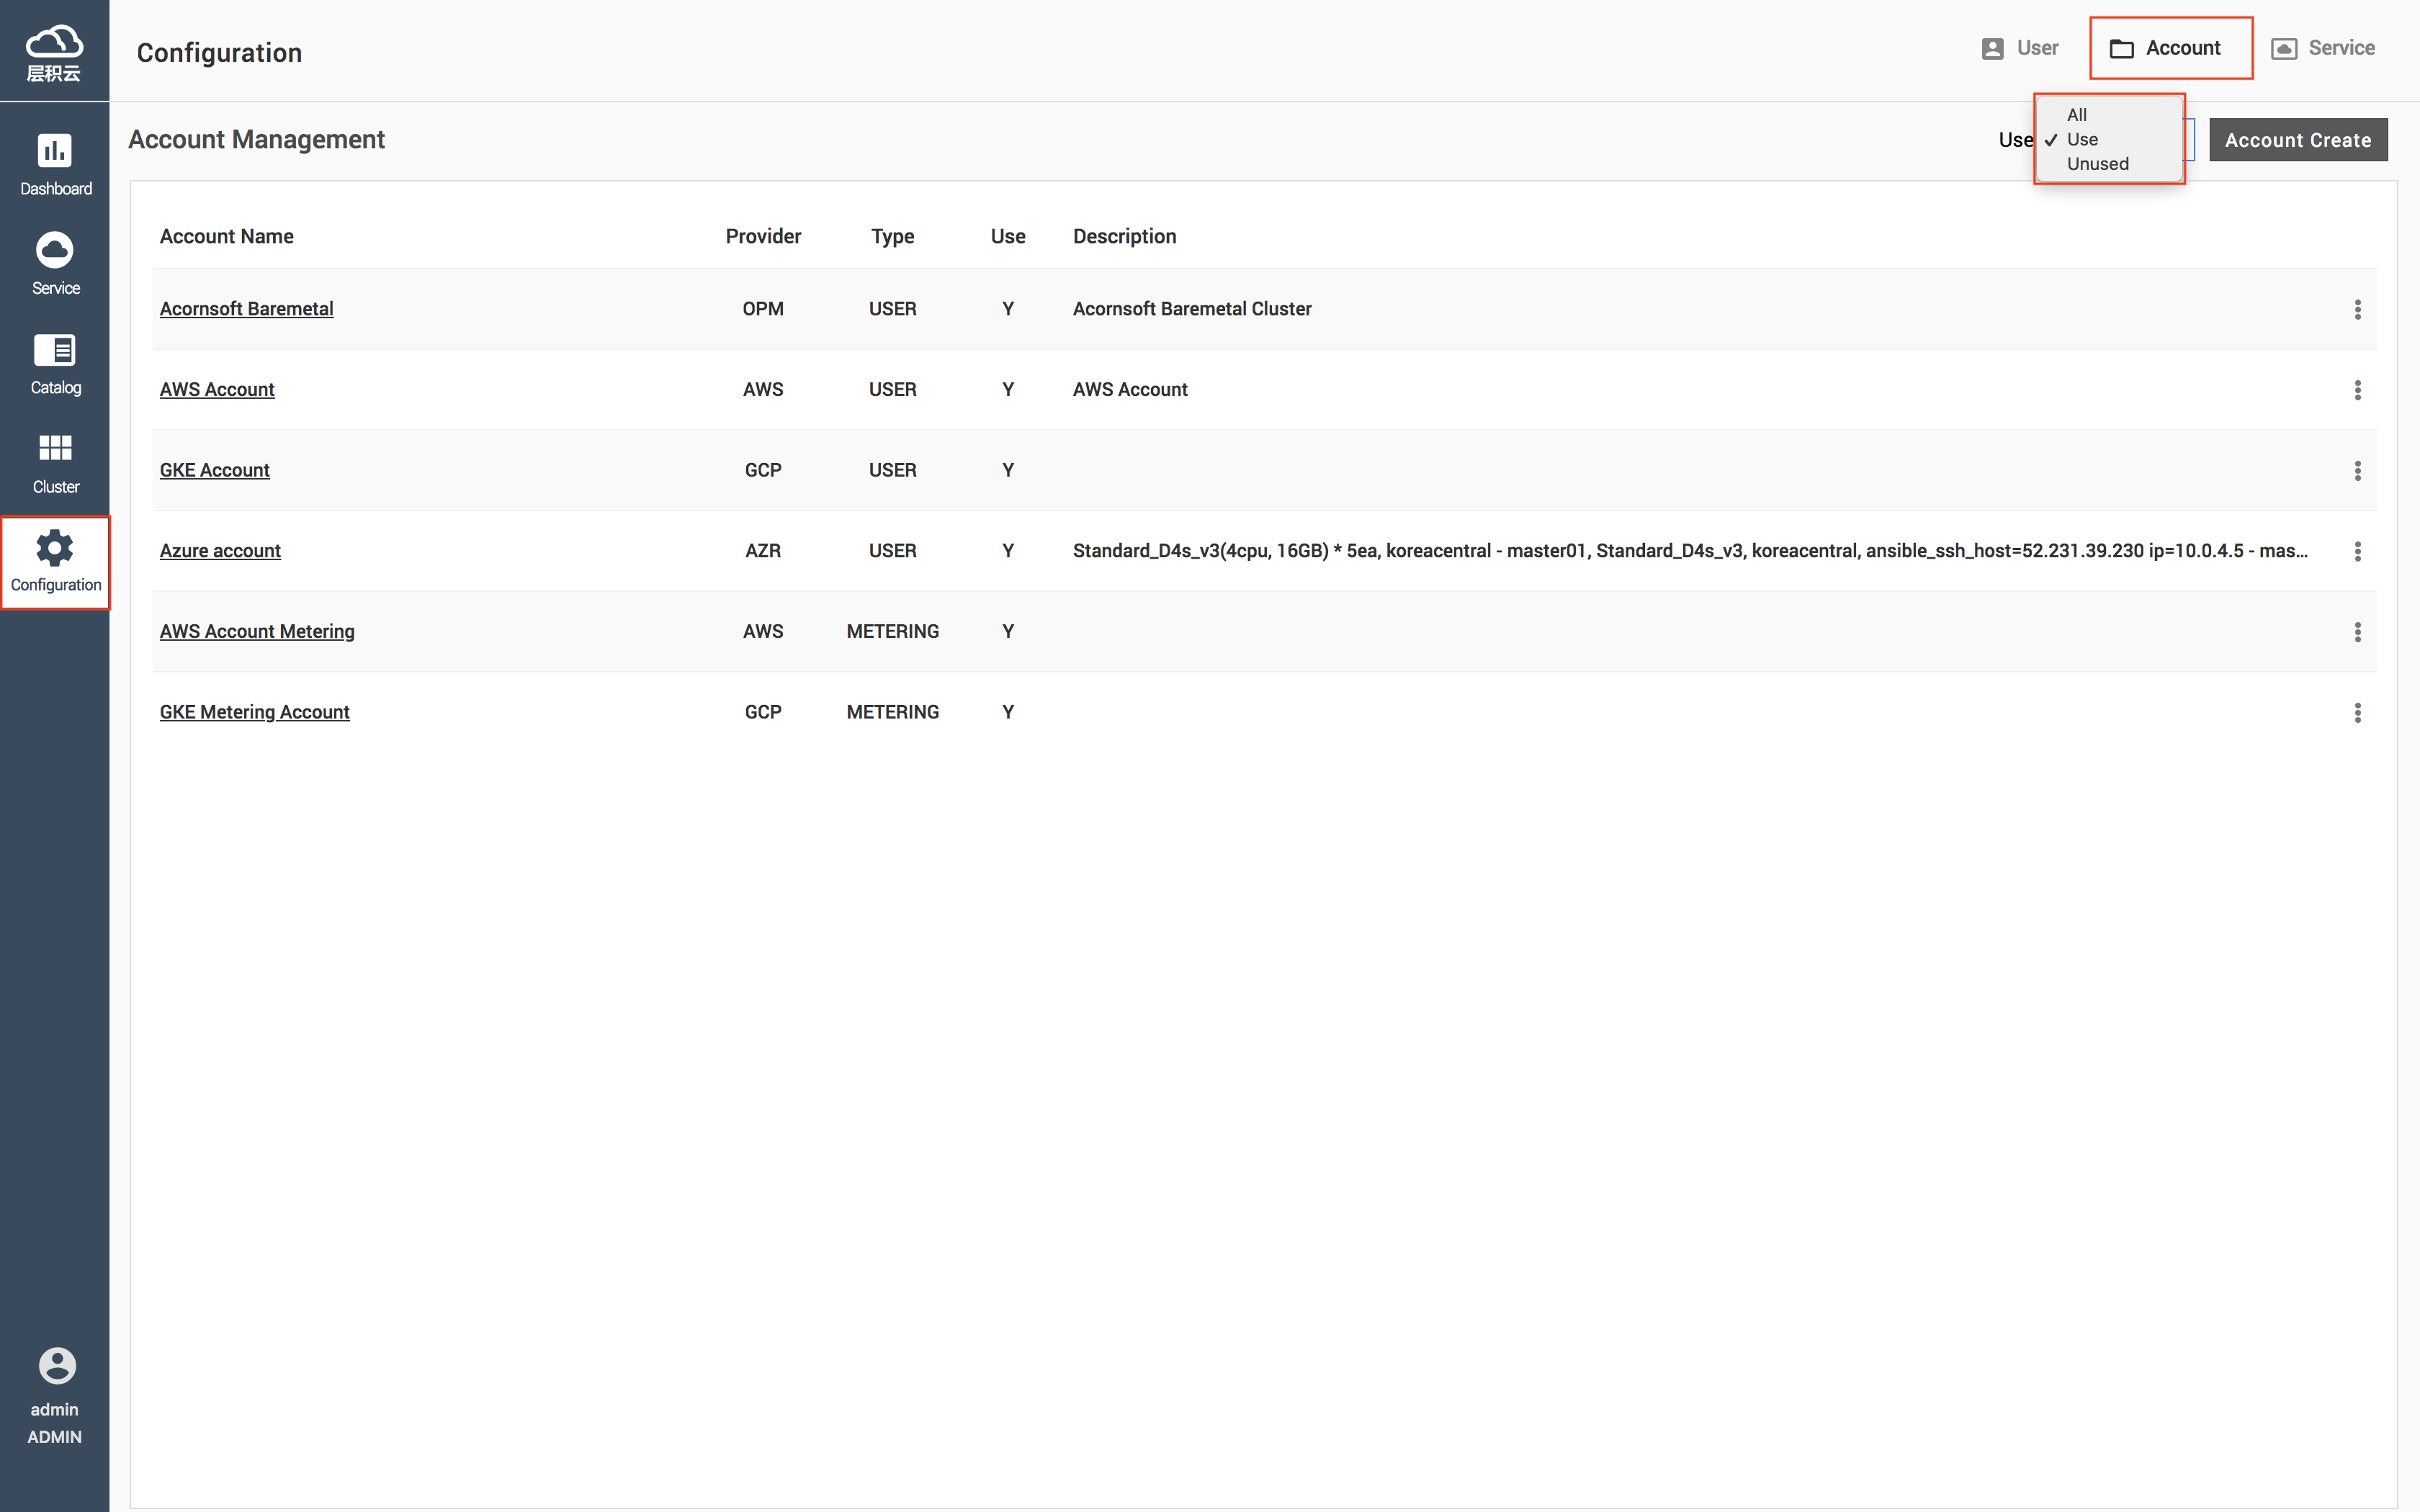 层积云
Configuration
User
Account
Service
Account Management
Use
All
✓ Use
Unused
Account Create
Dashboard
Service
Catalog
Cluster
Configuration
Account Name Provider Type Use Description
Acornsoft Baremetal OPM USER Y Acornsoft Baremetal Cluster
AWS Account AWS USER Y AWS Account
GKE Account GCP USER Y
Azure account AZR USER Y Standard_D4s_v3(4cpu, 16GB) * 5ea, koreacentral - master01, Standard_D4s_v3, koreacentral, ansible_ssh_host=52.231.39.230 ip=10.0.4.5 - mas...
AWS Account Metering AWS METERING Y
GKE Metering Account GCP METERING Y
admin
ADMIN